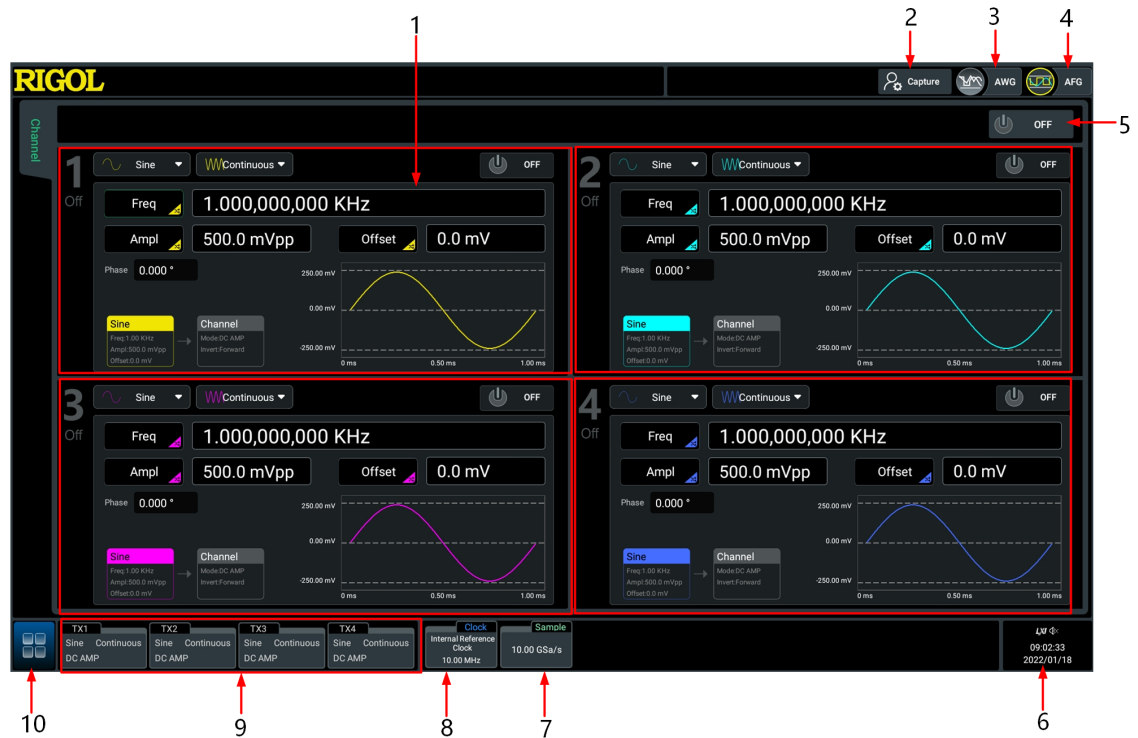 1
2
3
4
RIGOL
Capture
AWG
AFG
Channel
OFF
5
1
Off
Sine
Continuous
OFF
Freq
1.000,000,000 KHz
Ampl
500.0 mVpp
Offset
0.0 mV
Phase
0.000 °
250.00 mV
0.00 mV
-250.00 mV
0 ms
0.50 ms
1.00 ms
Sine
Freq:1.00 KHz
Ampl:500.0 mVpp
Offset:0.0 mV
Channel
Mode:DC AMP
Invert:Forward
2
Off
Sine
Continuous
OFF
Freq
1.000,000,000 KHz
Ampl
500.0 mVpp
Offset
0.0 mV
Phase
0.000 °
250.00 mV
0.00 mV
-250.00 mV
0 ms
0.50 ms
1.00 ms
Sine
Freq:1.00 KHz
Ampl:500.0 mVpp
Offset:0.0 mV
Channel
Mode:DC AMP
Invert:Forward
3
Off
Sine
Continuous
OFF
Freq
1.000,000,000 KHz
Ampl
500.0 mVpp
Offset
0.0 mV
Phase
0.000 °
250.00 mV
0.00 mV
-250.00 mV
0 ms
0.50 ms
1.00 ms
Sine
Freq:1.00 KHz
Ampl:500.0 mVpp
Offset:0.0 mV
Channel
Mode:DC AMP
Invert:Forward
4
Off
Sine
Continuous
OFF
Freq
1.000,000,000 KHz
Ampl
500.0 mVpp
Offset
0.0 mV
Phase
0.000 °
250.00 mV
0.00 mV
-250.00 mV
0 ms
0.50 ms
1.00 ms
Sine
Freq:1.00 KHz
Ampl:500.0 mVpp
Offset:0.0 mV
Channel
Mode:DC AMP
Invert:Forward
TX1
Sine Continuous
DC AMP
TX2
Sine Continuous
DC AMP
TX3
Sine Continuous
DC AMP
TX4
Sine Continuous
DC AMP
Clock
Internal Reference
Clock
10.00 MHz
Sample
10.00 GSa/s
LXI
09:02:33
2022/01/18
10
9
8
7
6